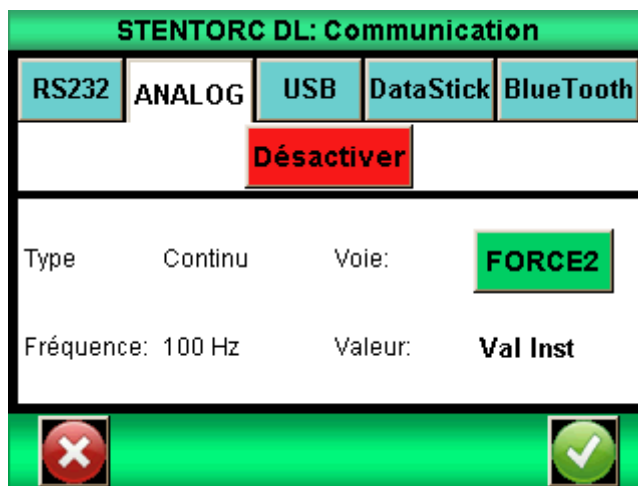 STENTORC DL: Communication
RS232 ANALOG USB DataStick BlueTooth
Désactiver
Type Continu Voie: FORCE2
Fréquence: 100 Hz Valeur: Val Inst